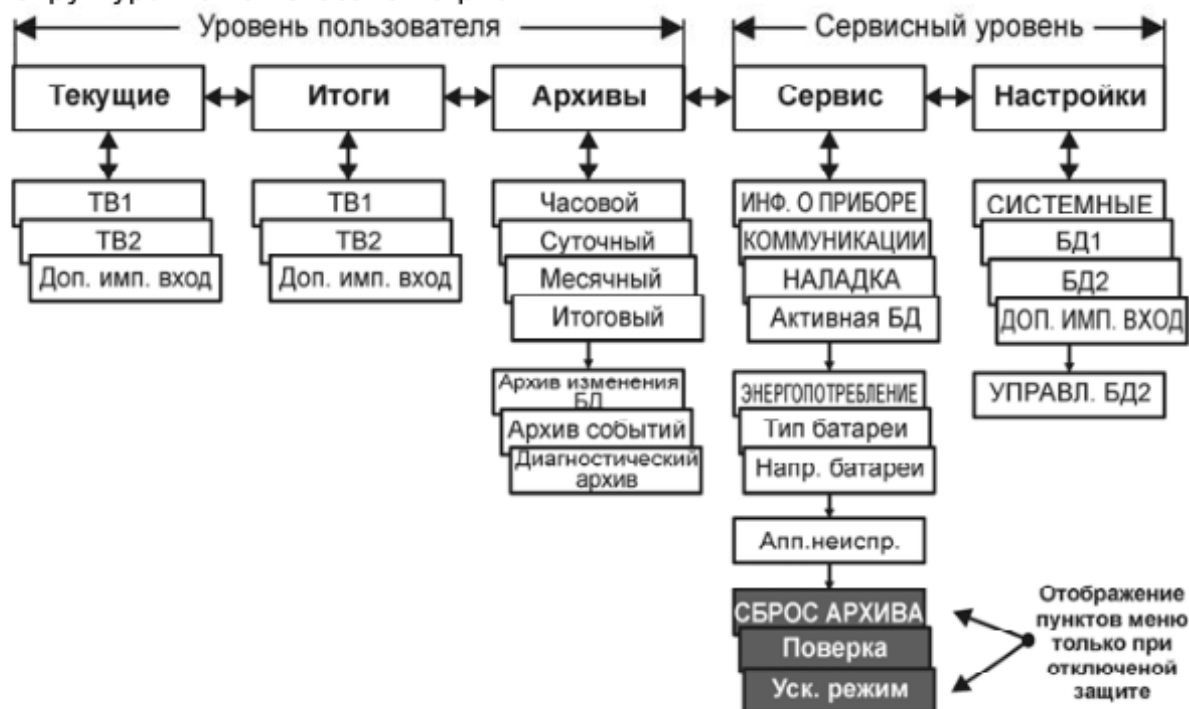 Уровень пользователя
Сервисный уровень
Текущие
Итоги
Архивы
Сервис
Настройки
ТВ1
ТВ2
Доп. имп. вход
ТВ1
ТВ2
Доп. имп. вход
Часовой
Суточный
Месячный
Итоговый
Архив изменения
БД
Архив событий
Диагностический
архив
ИНФ. О ПРИБОРЕ
КОММУНИКАЦИИ
НАЛАДКА
Активная БД
ЭНЕРГОПОТРЕБЛЕНИЕ
Тип батареи
Напр. батареи
Апп.неиспр.
СБРОС АРХИВА
Поверка
Уск. режим
СИСТЕМНЫЕ
БД1
БД2
ДОП. ИМП. ВХОД
УПРАВЛ. БД2
Отображение
пунктов меню
только при
отключеной
защите